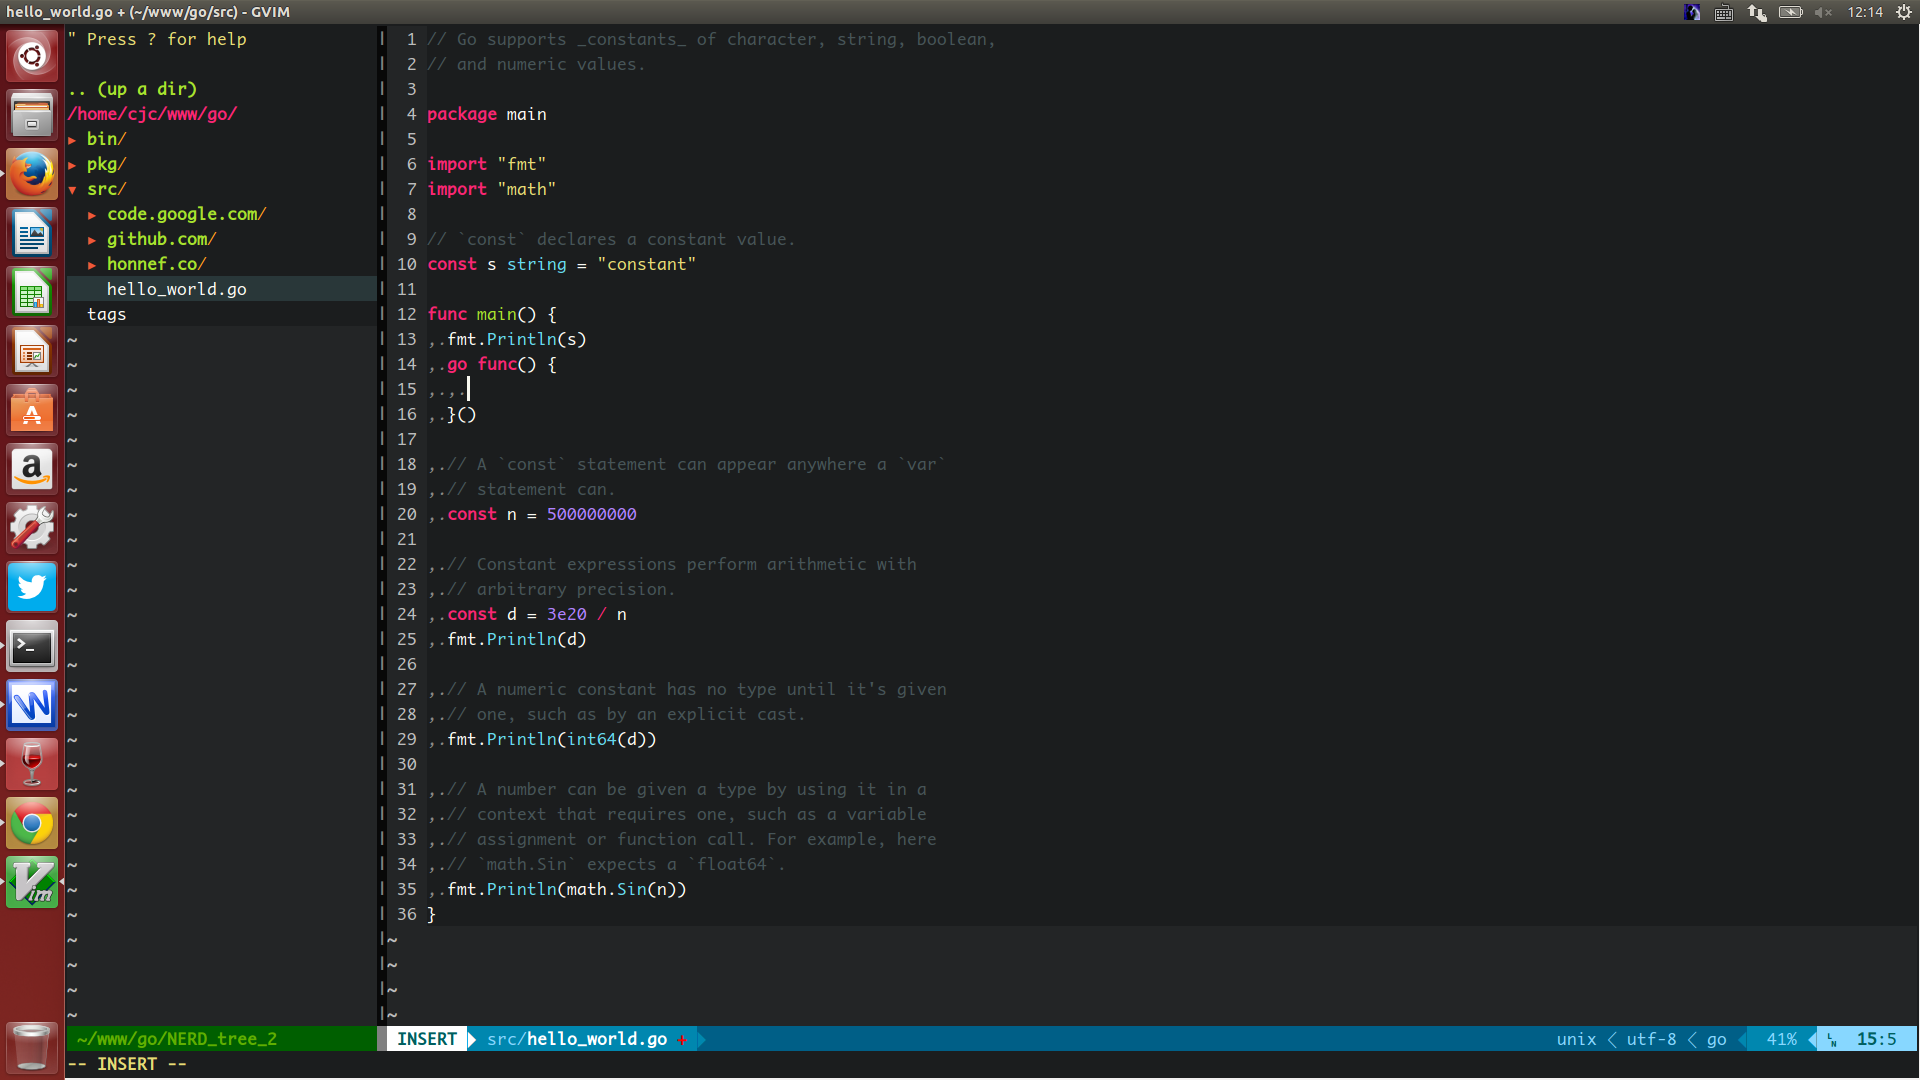 hello_world.go + (~/www/go/src) - GVIM
12:14
" Press ? for help
.. (up a dir)
/home/cjc/www/go/
▸ bin/
▸ pkg/
▾ src/
▸ code.google.com/
▸ github.com/
▸ honnef.co/
hello_world.go
tags
1 // Go supports _constants_ of character, string, boolean,
2 // and numeric values.
3
4 package main
5
6 import "fmt"
7 import "math"
8
9 // `const` declares a constant value.
10 const s string = "constant"
11
12 func main() {
13 ,.fmt.Println(s)
14 ,.go func() {
15 ,.,.
16 ,.}()
17
18 ,.// A `const` statement can appear anywhere a `var`
19 ,.// statement can.
20 ,.const n = 500000000
21
22 ,.// Constant expressions perform arithmetic with
23 ,.// arbitrary precision.
24 ,.const d = 3e20 / n
25 ,.fmt.Println(d)
26
27 ,.// A numeric constant has no type until it's given
28 ,.// one, such as by an explicit cast.
29 ,.fmt.Println(int64(d))
30
31 ,.// A number can be given a type by using it in a
32 ,.// context that requires one, such as a variable
33 ,.// assignment or function call. For example, here
34 ,.// `math.Sin` expects a `float64`.
35 ,.fmt.Println(math.Sin(n))
36 }
~/www/go/NERD_tree_2
INSERT src/hello_world.go +
unix < utf-8 < go 41% LN 15:5
-- INSERT --